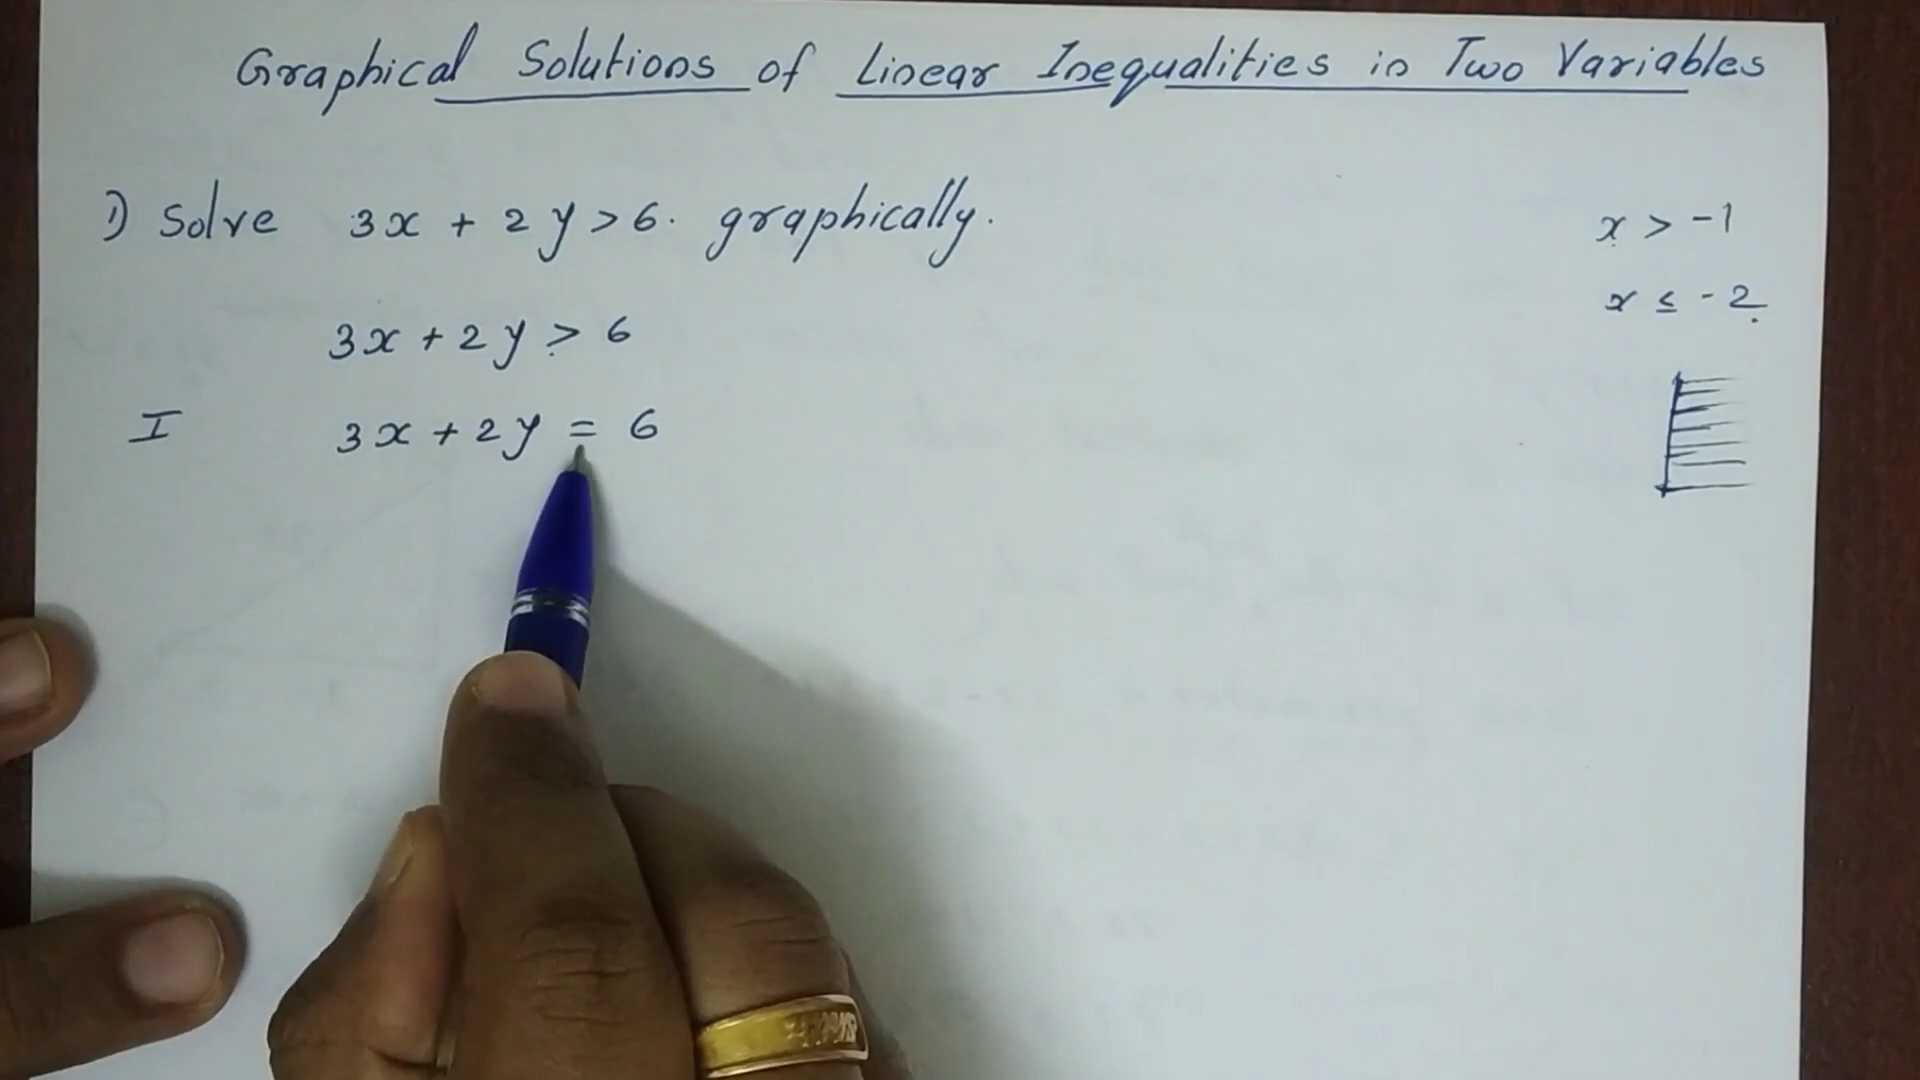 Graphical Solutions of Linear Inequalities in Two Variables
1) Solve 3x + 2y > 6. graphically.
3x + 2y > 6
I 3x + 2y = 6
x > -1
x ≤ -2